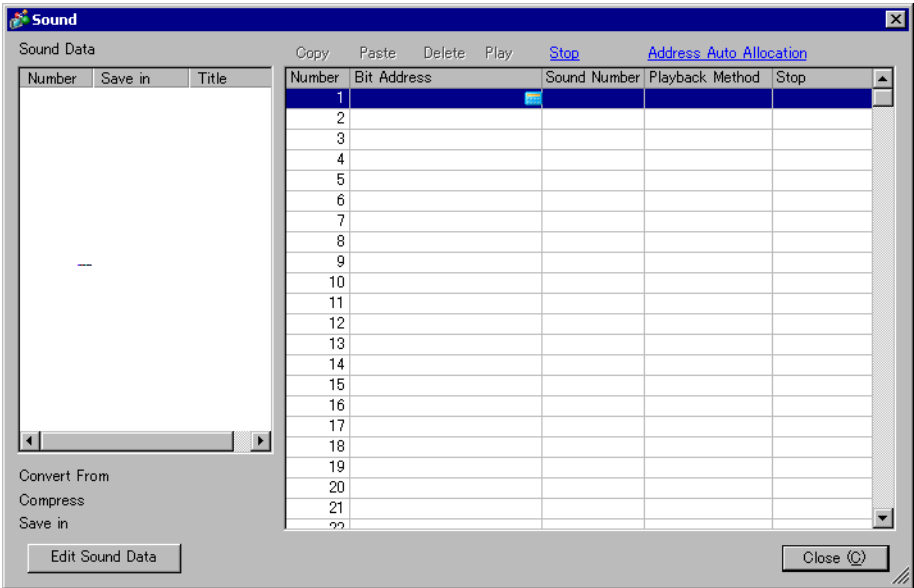 Sound
Sound Data
Copy Paste Delete Play Stop Address Auto Allocation
Number Save in Title
Number Bit Address Sound Number Playback Method Stop
1
2
3
4
5
6
7
8
9
---
10
11
12
13
14
15
16
17
18
19
20
21
22
Convert From
Compress
Save in
Edit Sound Data
Close (C)